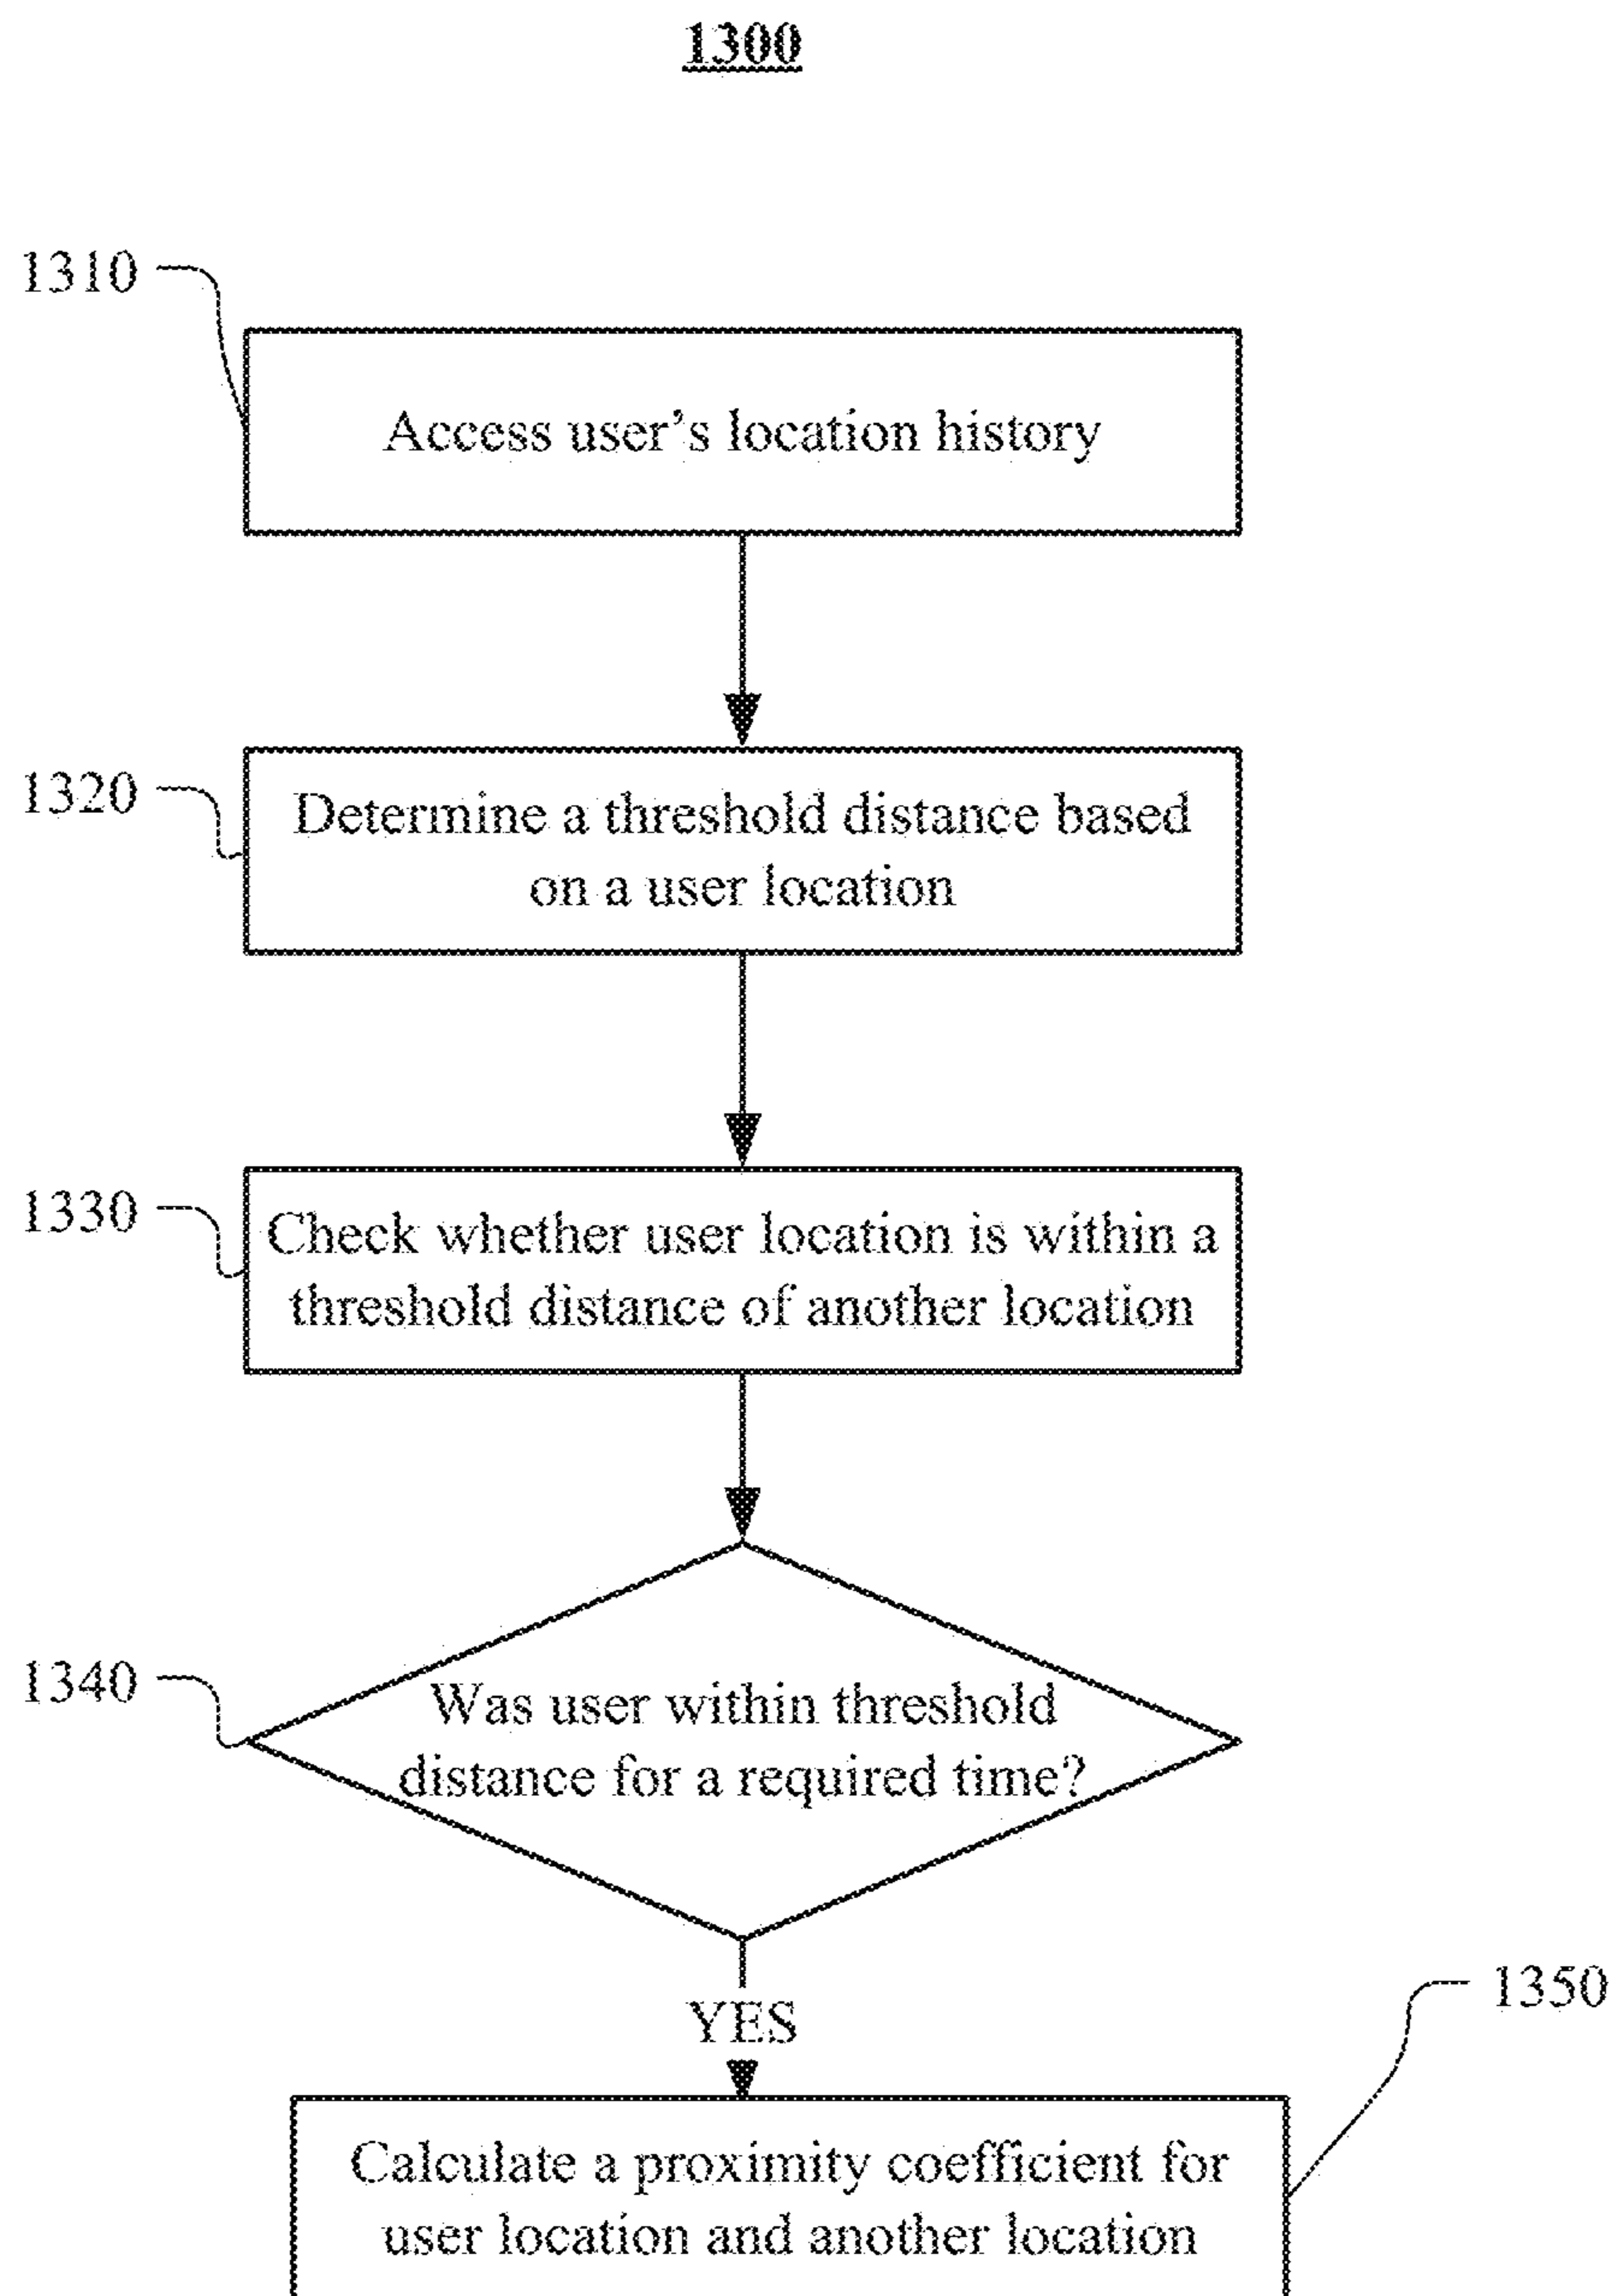 1300
1310
Access user's location history
1320
Determine a threshold distance based
on a user location
1330
Check whether user location is within a
threshold distance of another location
1340
Was user within threshold
distance for a required time?
YES
1350
Calculate a proximity coefficient for
user location and another location